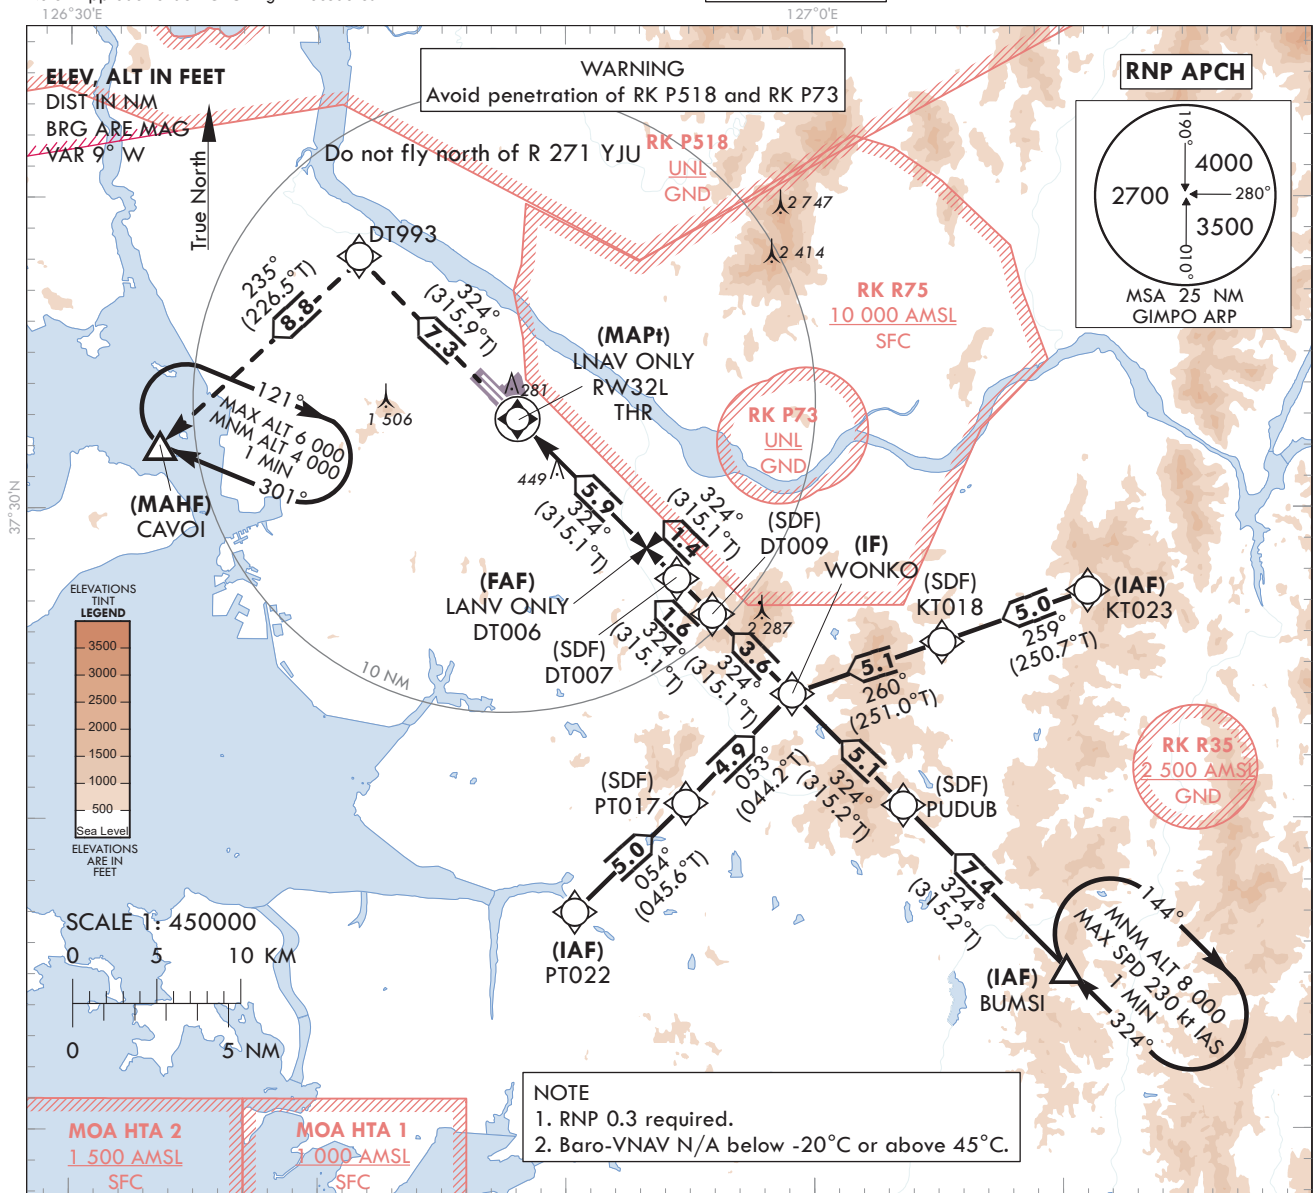 126°30'E
127°0'E
ELEV, ALT IN FEET
DIST IN NM
BRG ARE MAG
VAR 9° W
True North
WARNING
Avoid penetration of RK P518 and RK P73
Do not fly north of R 271 YJU
RK P518
UNL
GND
2 747
2 414
RNP APCH
190°
4000
2700
280°
3500
010°
MSA 25 NM
GIMPO ARP
DT993
235°
(226.5°T)
8.8
324°
(315.9°T)
7.3
RK R75
10 000 AMSL
SFC
(MAPt)
LNAV ONLY
RW32L
THR
281
1 506
121°
MAX ALT 6 000
MNM ALT 4 000
1 MIN
301°
(MAHF)
CAVOI
RK P73
UNL
GND
37°30'N
449
5.9
324°
(315.1°T)
324°
(315.1°T)
1.4
(SDF)
DT009
(IF)
WONKO
(FAF)
LANV ONLY
DT006
(SDF)
DT007
1.6
324°
(315.1°T)
2 287
3.6
324°
(315.1°T)
(SDF)
KT018
5.0
259°
(250.7°T)
(IAF)
KT023
5.1
260°
(251.0°T)
10 NM
ELEVATIONS
TINT
LEGEND
3500
3000
2500
2000
1500
1000
500
Sea Level
ELEVATIONS
ARE IN
FEET
RK R35
2 500 AMSL
GND
4.9
053°
(044.2°T)
(SDF)
PT017
5.1
324°
(315.2°T)
(SDF)
PUDUB
5.0
054°
(045.6°T)
(IAF)
PT022
7.4
324°
(315.2°T)
144°
MNM ALT 8 000
MAX SPD 230 kt IAS
1 MIN
324°
(IAF)
BUMSI
SCALE 1: 450000
0 5 10 KM
0 5 NM
NOTE
1. RNP 0.3 required.
2. Baro-VNAV N/A below -20°C or above 45°C.
MOA HTA 2
1 500 AMSL
SFC
MOA HTA 1
1 000 AMSL
SFC